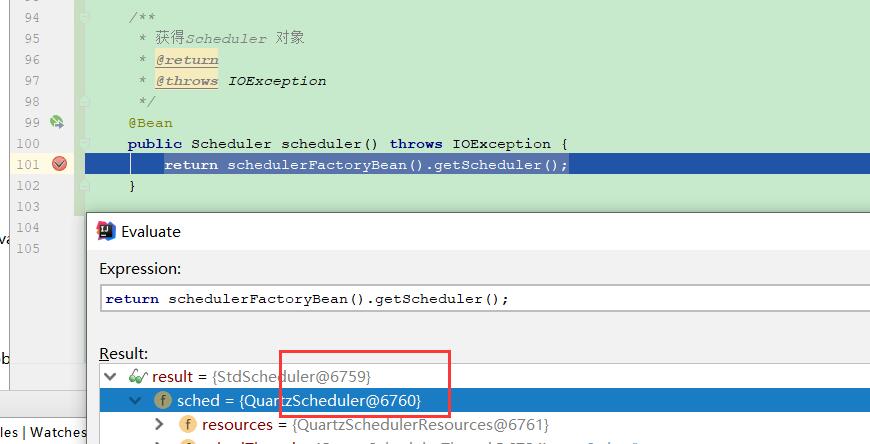 94 /**
95 * 获得Scheduler 对象
96 * @return
97 * @throws IOException
98 */
99 @Bean
100 public Scheduler scheduler() throws IOException {
101 return schedulerFactoryBean().getScheduler();
102 }
103
104
105
Evaluate
Expression:
return schedulerFactoryBean().getScheduler();
Result:
result = {StdScheduler@6759}
f sched = {QuartzScheduler@6760}
f resources = {QuartzSchedulerResources@6761}
les | Watches